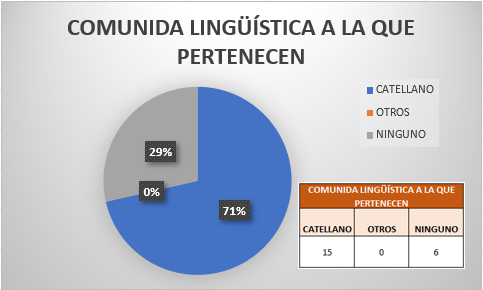 COMUNIDA LINGÜÍSTICA A LA QUE
PERTENECEN
CATELLANO
OTROS
NINGUNO
29%
0%
71%
COMUNIDA LINGÜÍSTICA A LA QUE
PERTENECEN
CATELLANO OTROS NINGUNO
15 0 6